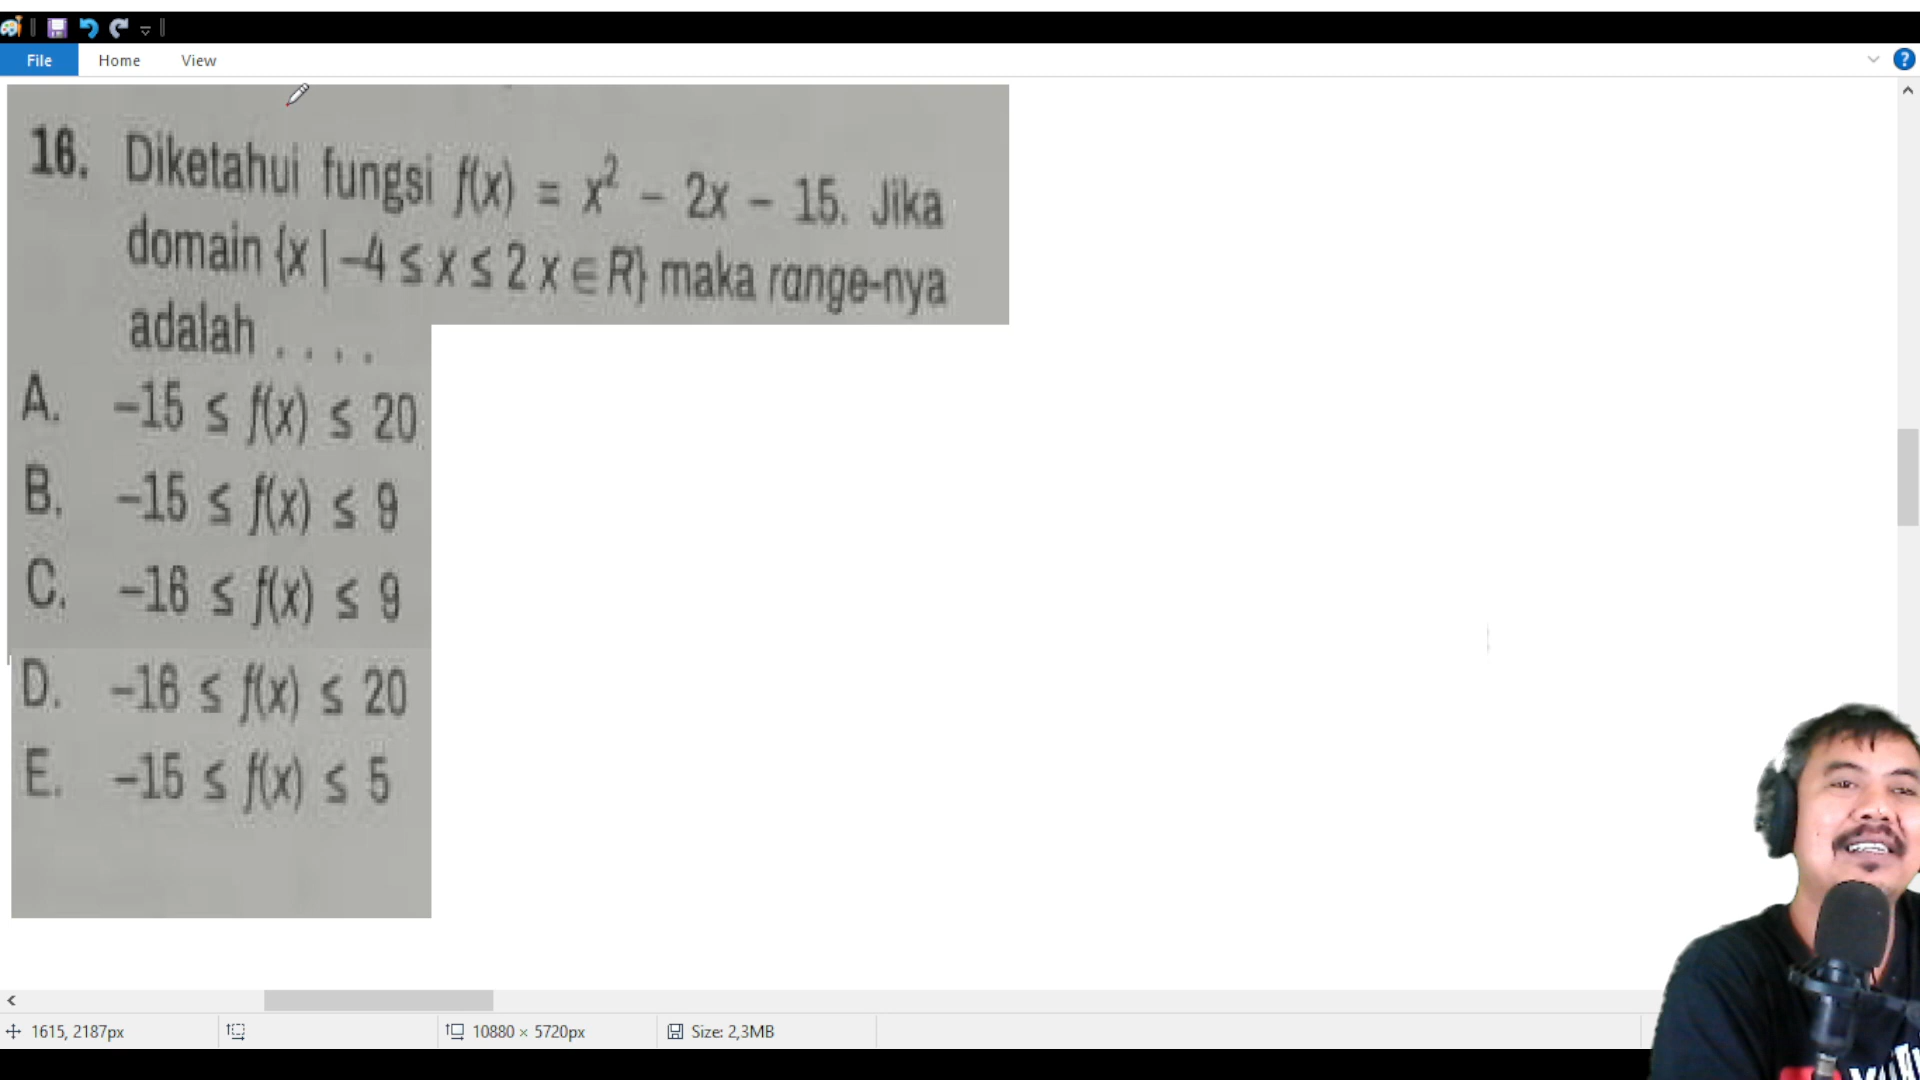 File Home View
16. Diketahui fungsi f(x) = x² – 2x – 15. Jika
domain {x | –4 ≤ x ≤ 2 x ∈ R} maka range-nya
adalah . . . .
A. –15 ≤ f(x) ≤ 20
B. –15 ≤ f(x) ≤ 9
C. –16 ≤ f(x) ≤ 9
D. –16 ≤ f(x) ≤ 20
E. –15 ≤ f(x) ≤ 5
1615, 2187px 10880 × 5720px Size: 2,3MB